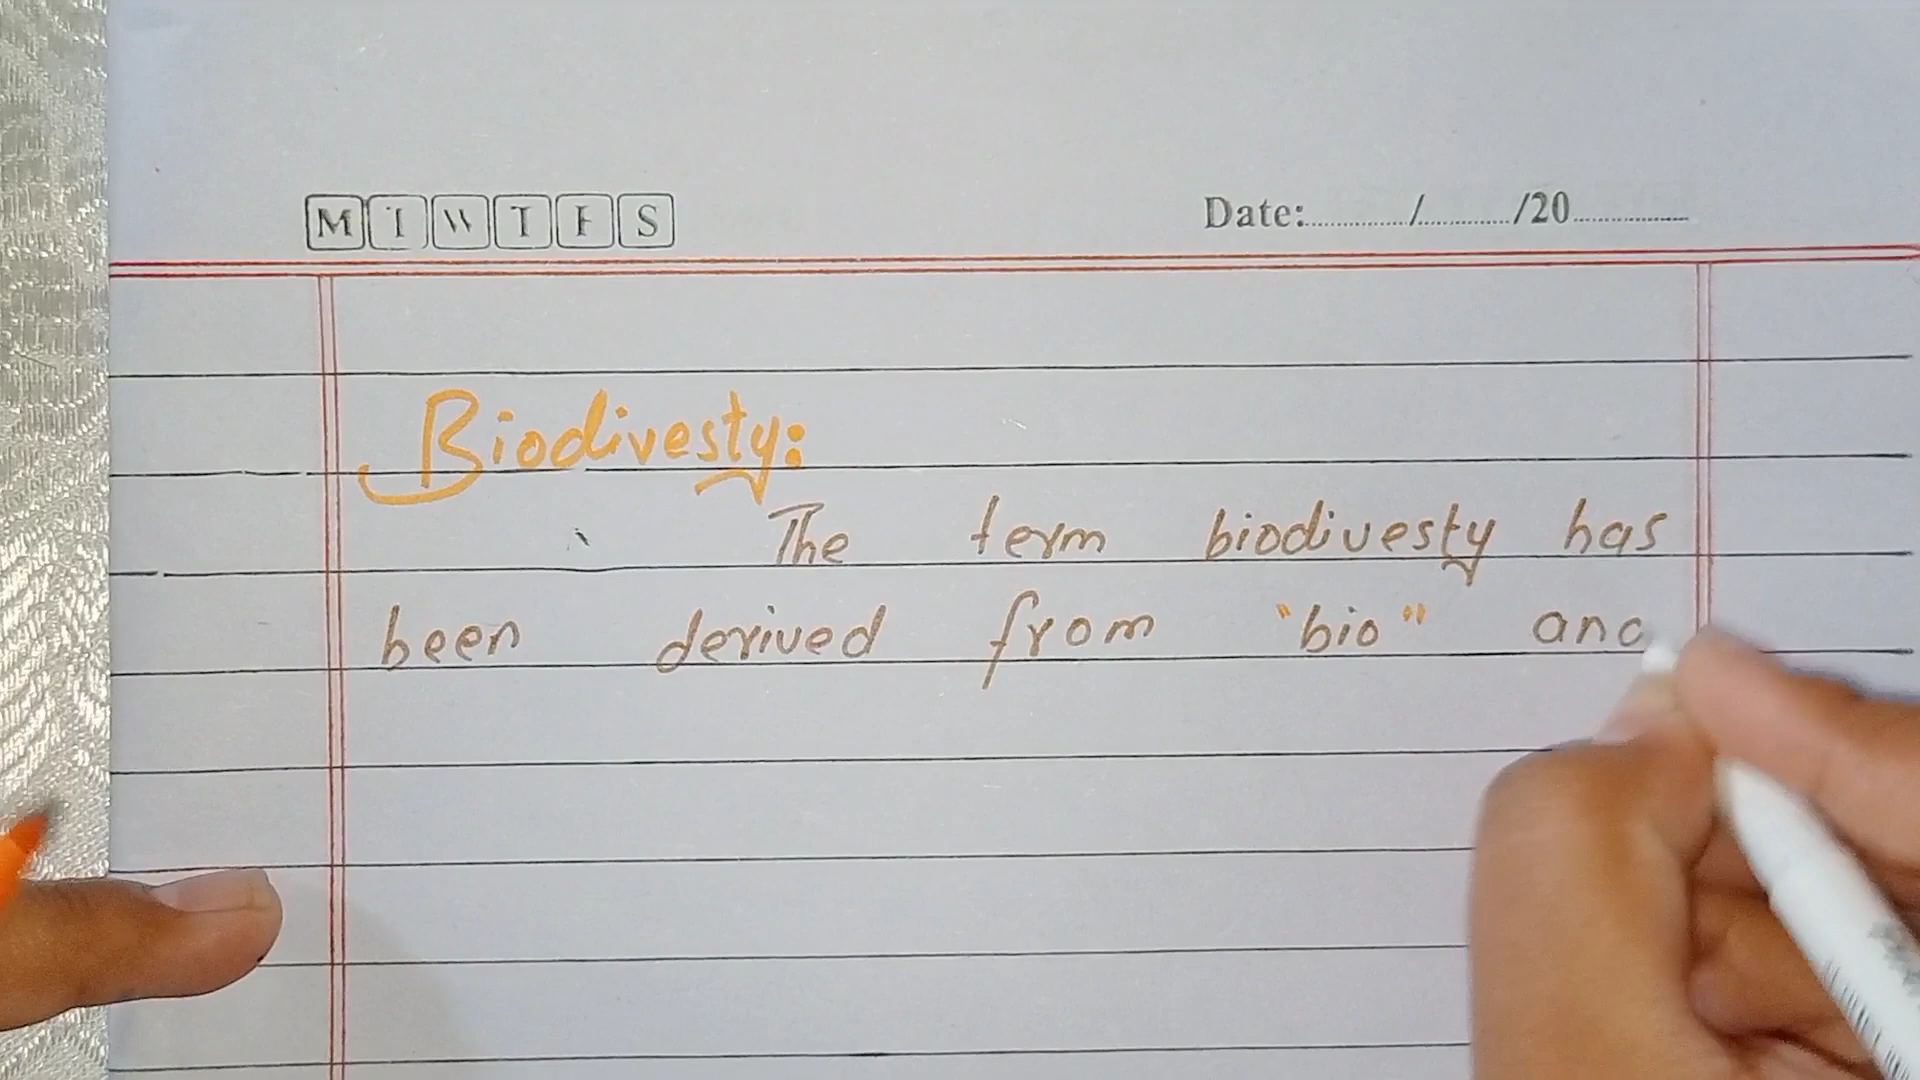 M T W T F S Date:............/............/20................
Biodivesty:
The term biodivesty has
been derived from "bio" anc